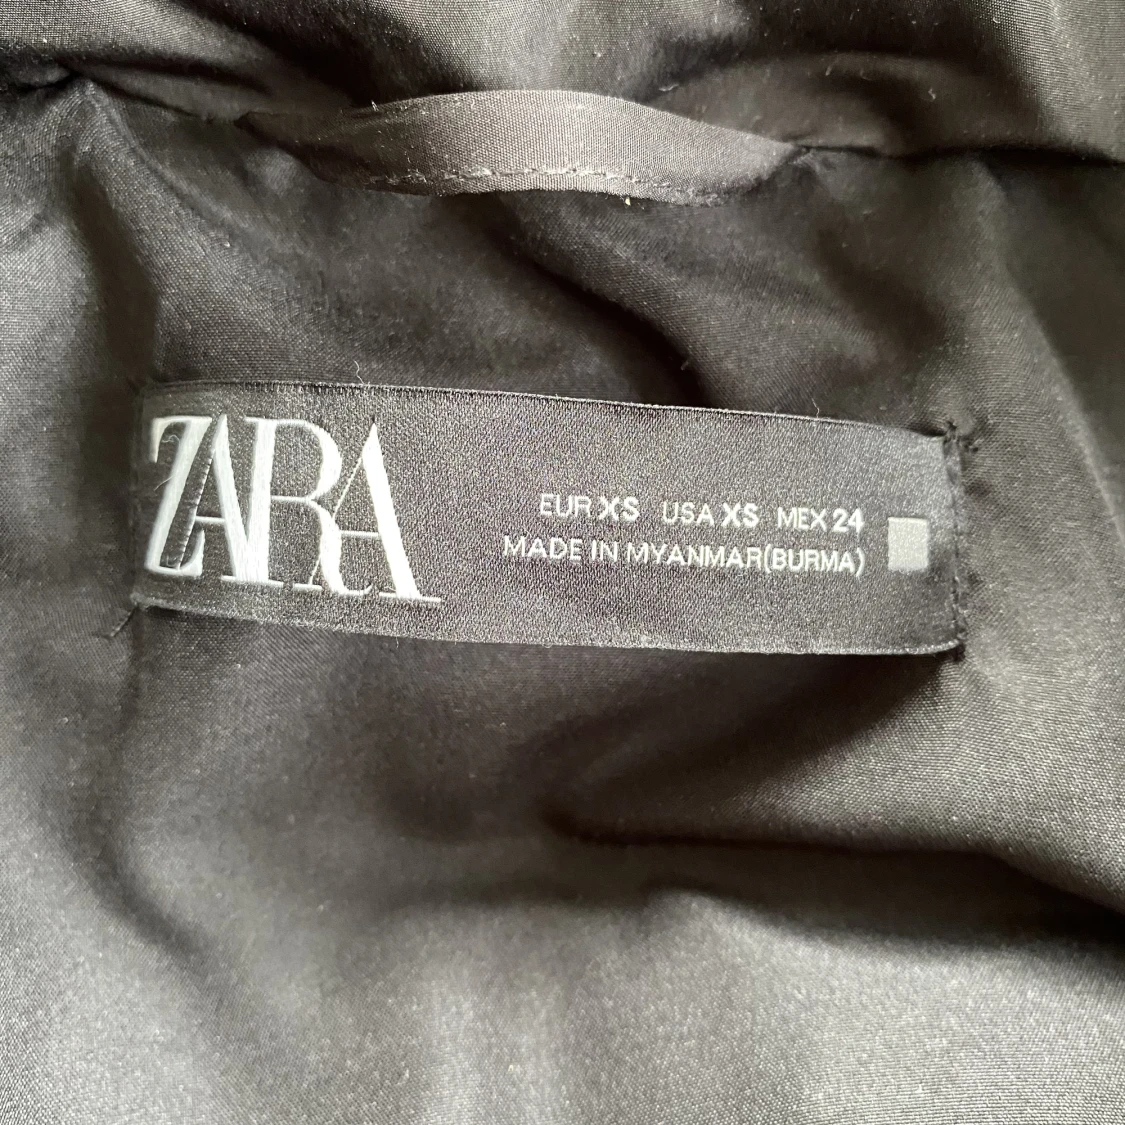 ZARA
EUR XS USA XS MEX 24
MADE IN MYANMAR(BURMA)